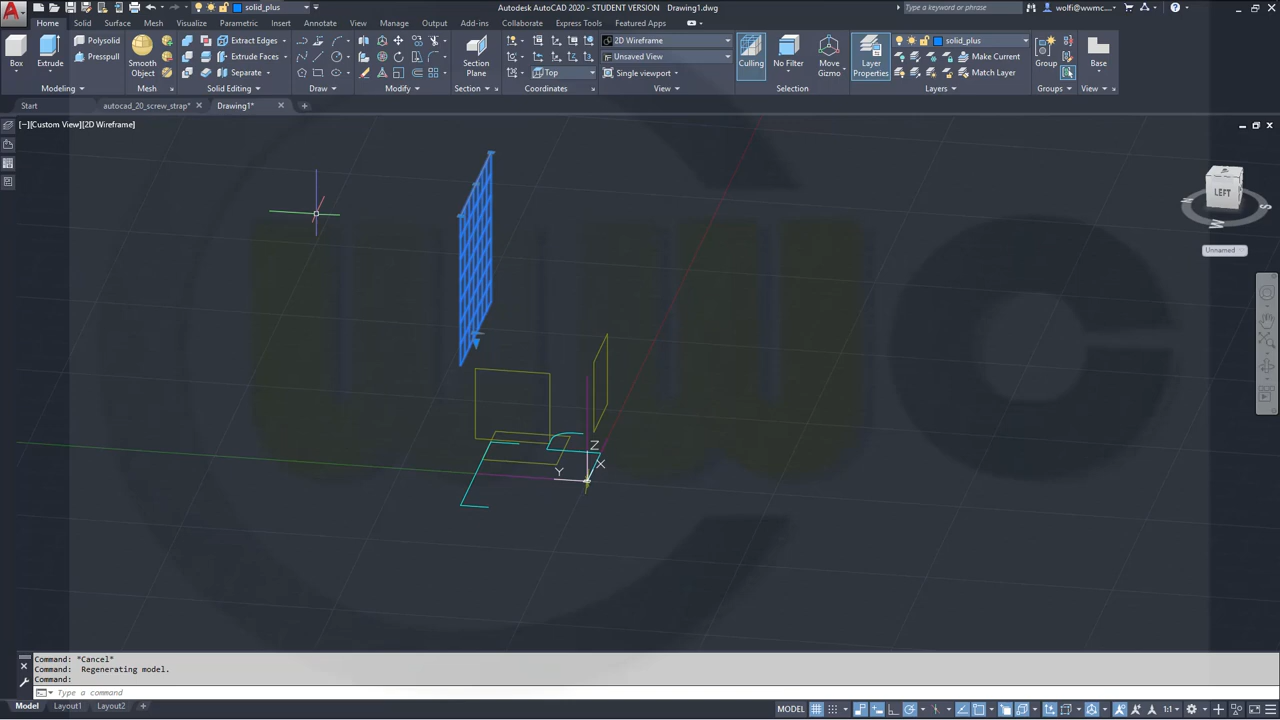 solid_plus
Autodesk AutoCAD 2020 - STUDENT VERSION Drawing1.dwg
Type a keyword or phrase
wolfi@wwmc...
Home Solid Surface Mesh Visualize Parametric Insert Annotate View Manage Output Add-ins Collaborate Express Tools Featured Apps
Box
Extrude
Polysolid
Presspull
Modeling
Smooth
Object
Mesh
Extract Edges
Extrude Faces
Separate
Solid Editing
Draw
Modify
Section
Plane
Section
Top
Coordinates
2D Wireframe
Unsaved View
Single viewport
View
Culling
No Filter
Move
Gizmo
Selection
Layer
Properties
solid_plus
Make Current
Match Layer
Layers
Group
Groups
Base
View
Start autocad_20_screw_strap* Drawing1*
[−][Custom View][2D Wireframe]
LEFT
N
W
S
Unnamed
Z
Y
X
Command: *Cancel*
Command: Regenerating model.
Command:
Type a command
Model Layout1 Layout2
MODEL
1:1